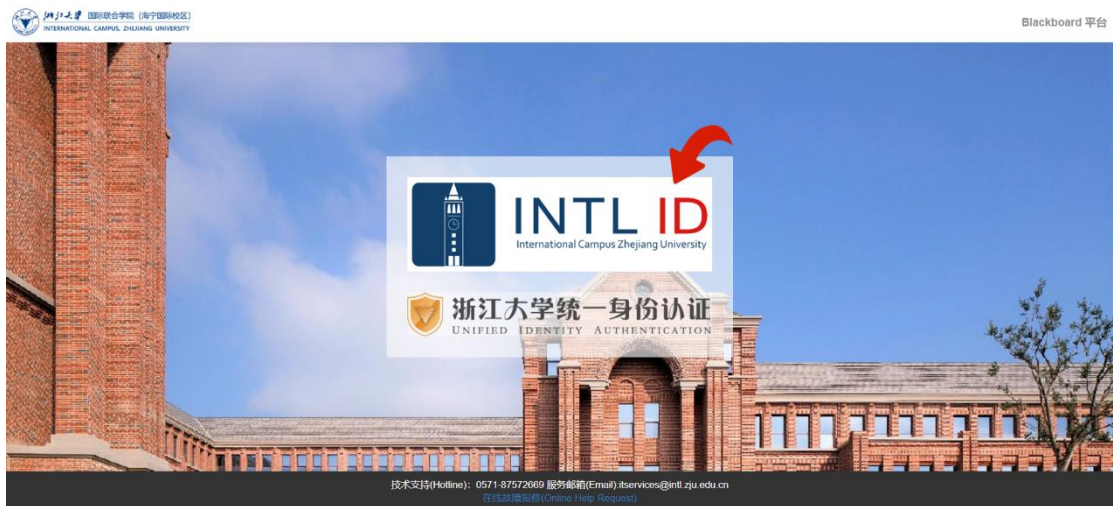 浙江大学 国际联合学院 (海宁国际校区)
INTERNATIONAL CAMPUS, ZHEJIANG UNIVERSITY
Blackboard 平台
INTL ID
International Campus Zhejiang University
浙江大学统一身份认证
UNIFIED IDENTITY AUTHENTICATION
技术支持(Hotline)：0571-87572669 服务邮箱(Email):itservices@intl.zju.edu.cn
在线故障报修(Online Help Request)